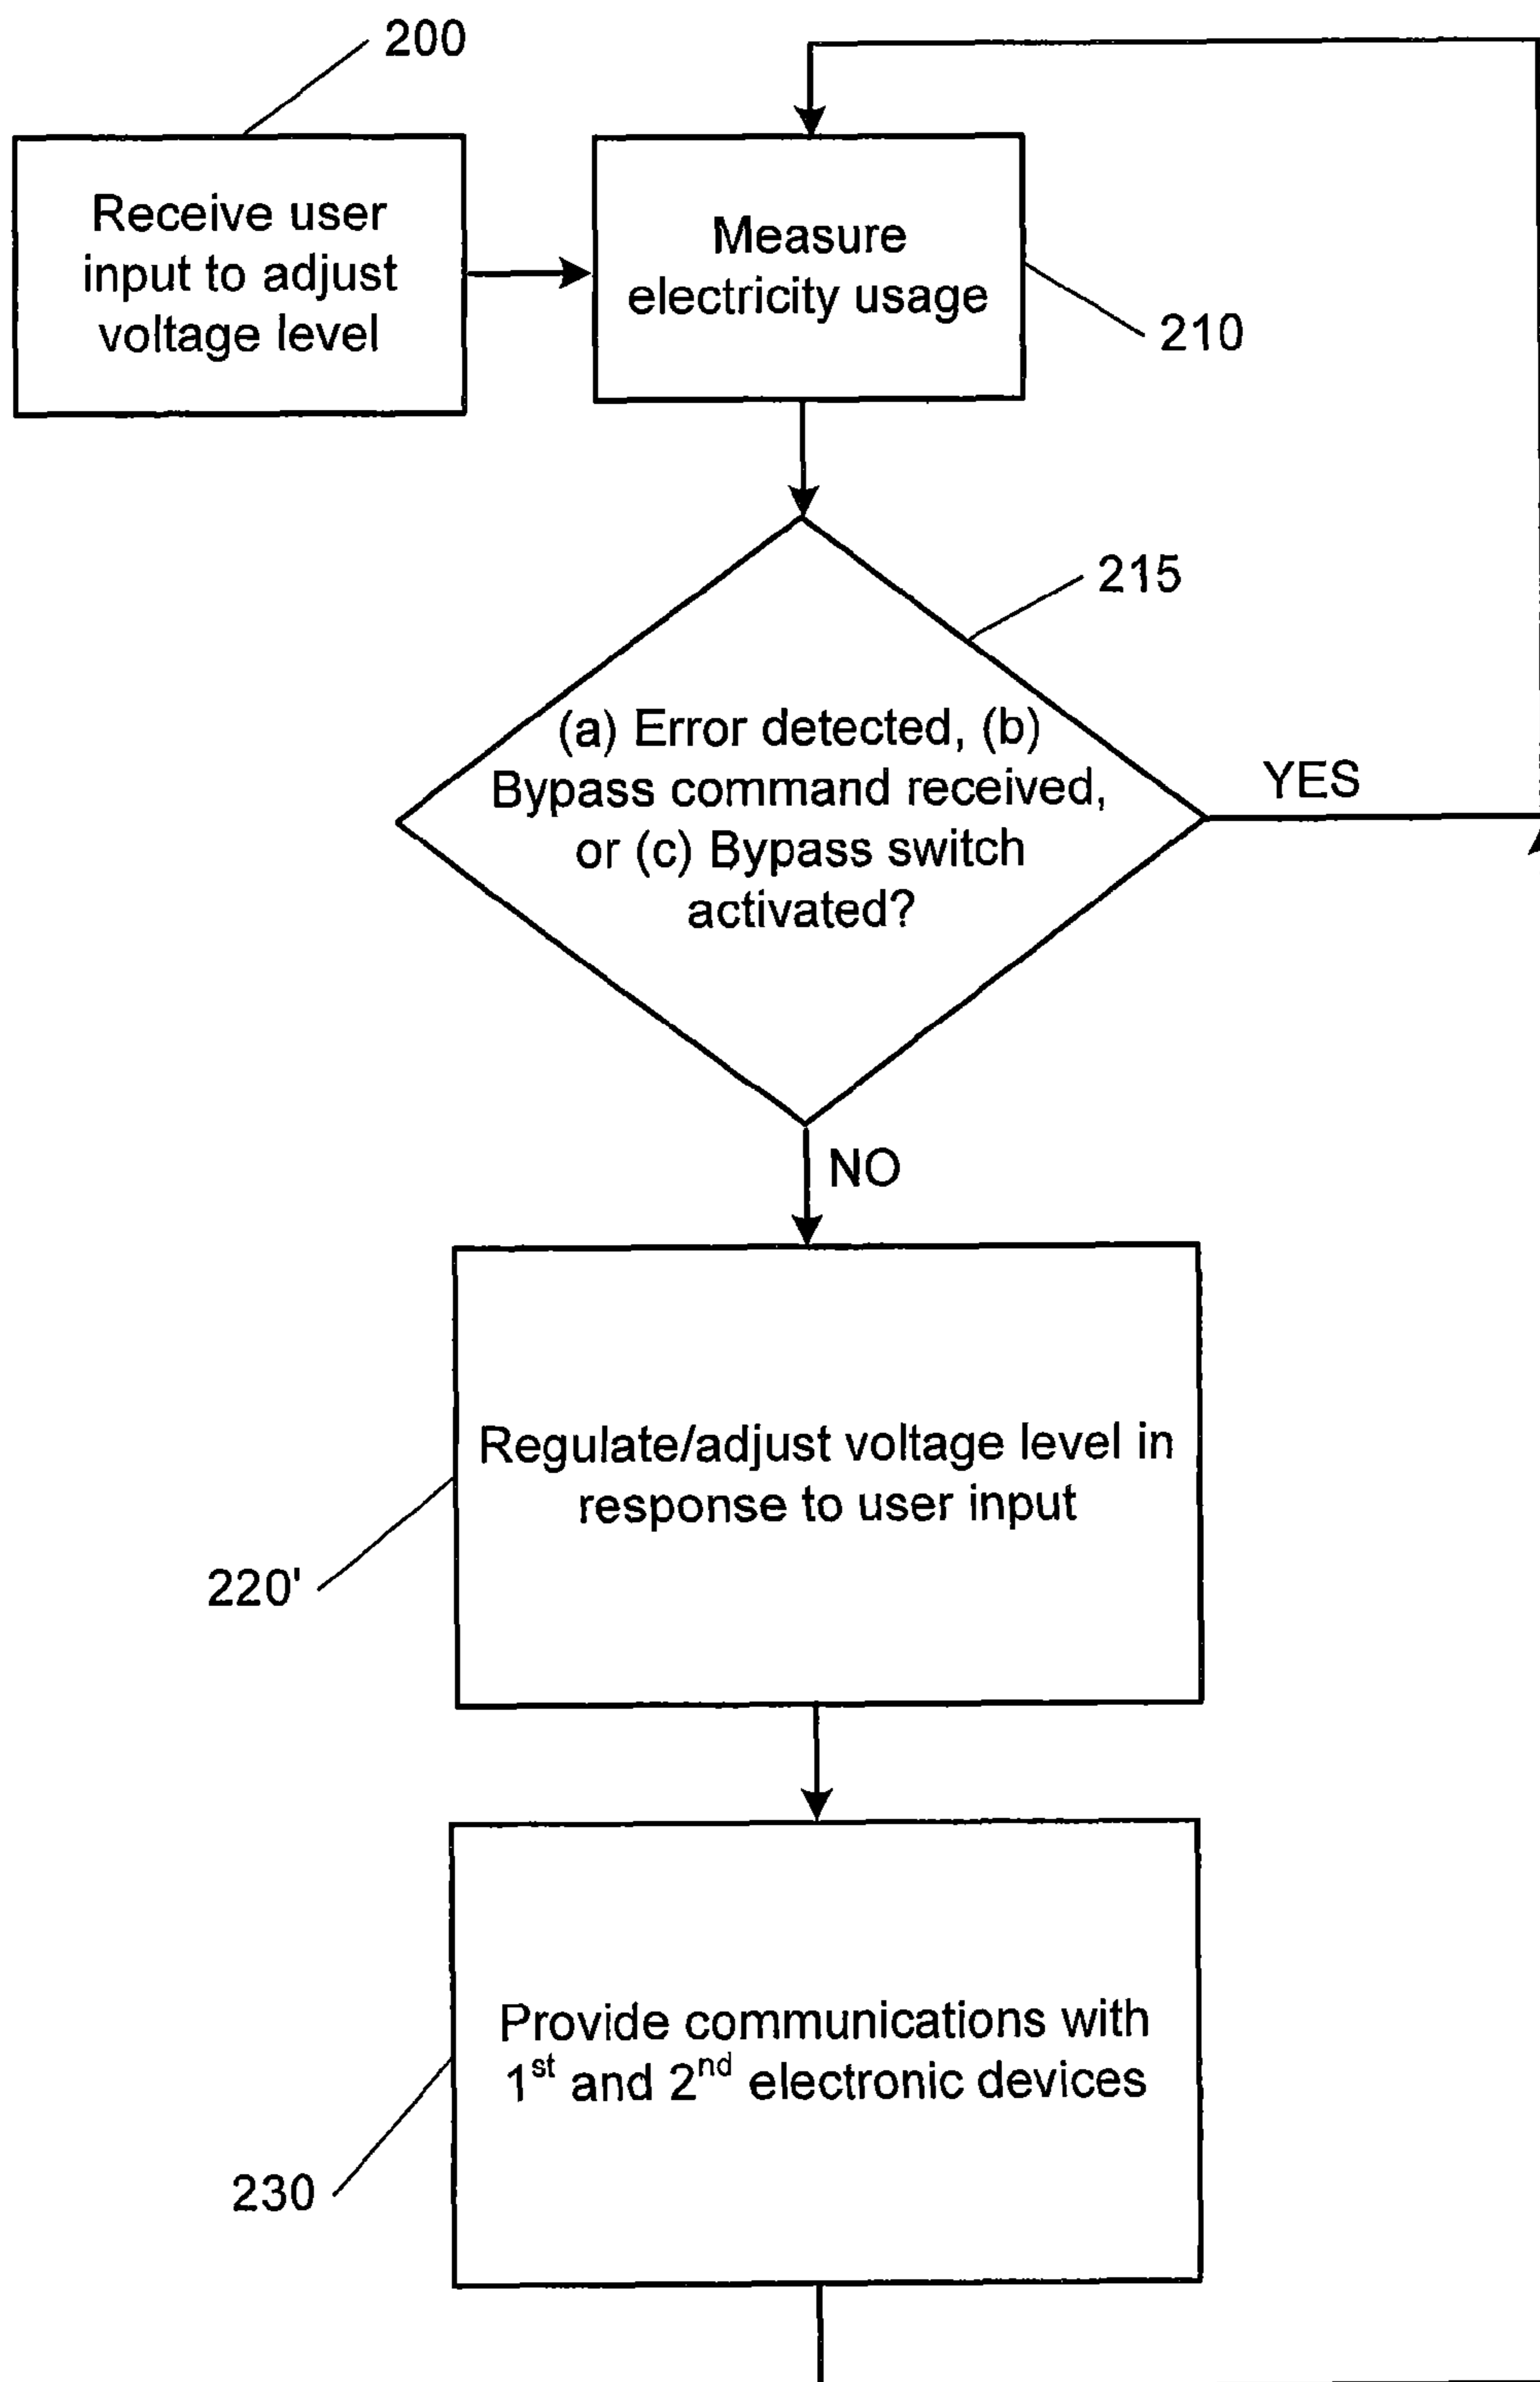 200
Receive user
input to adjust
voltage level
Measure
electricity usage
210
215
(a) Error detected, (b)
Bypass command received,
or (c) Bypass switch
activated?
YES
NO
Regulate/adjust voltage level in
response to user input
220'
Provide communications with
1st and 2nd electronic devices
230